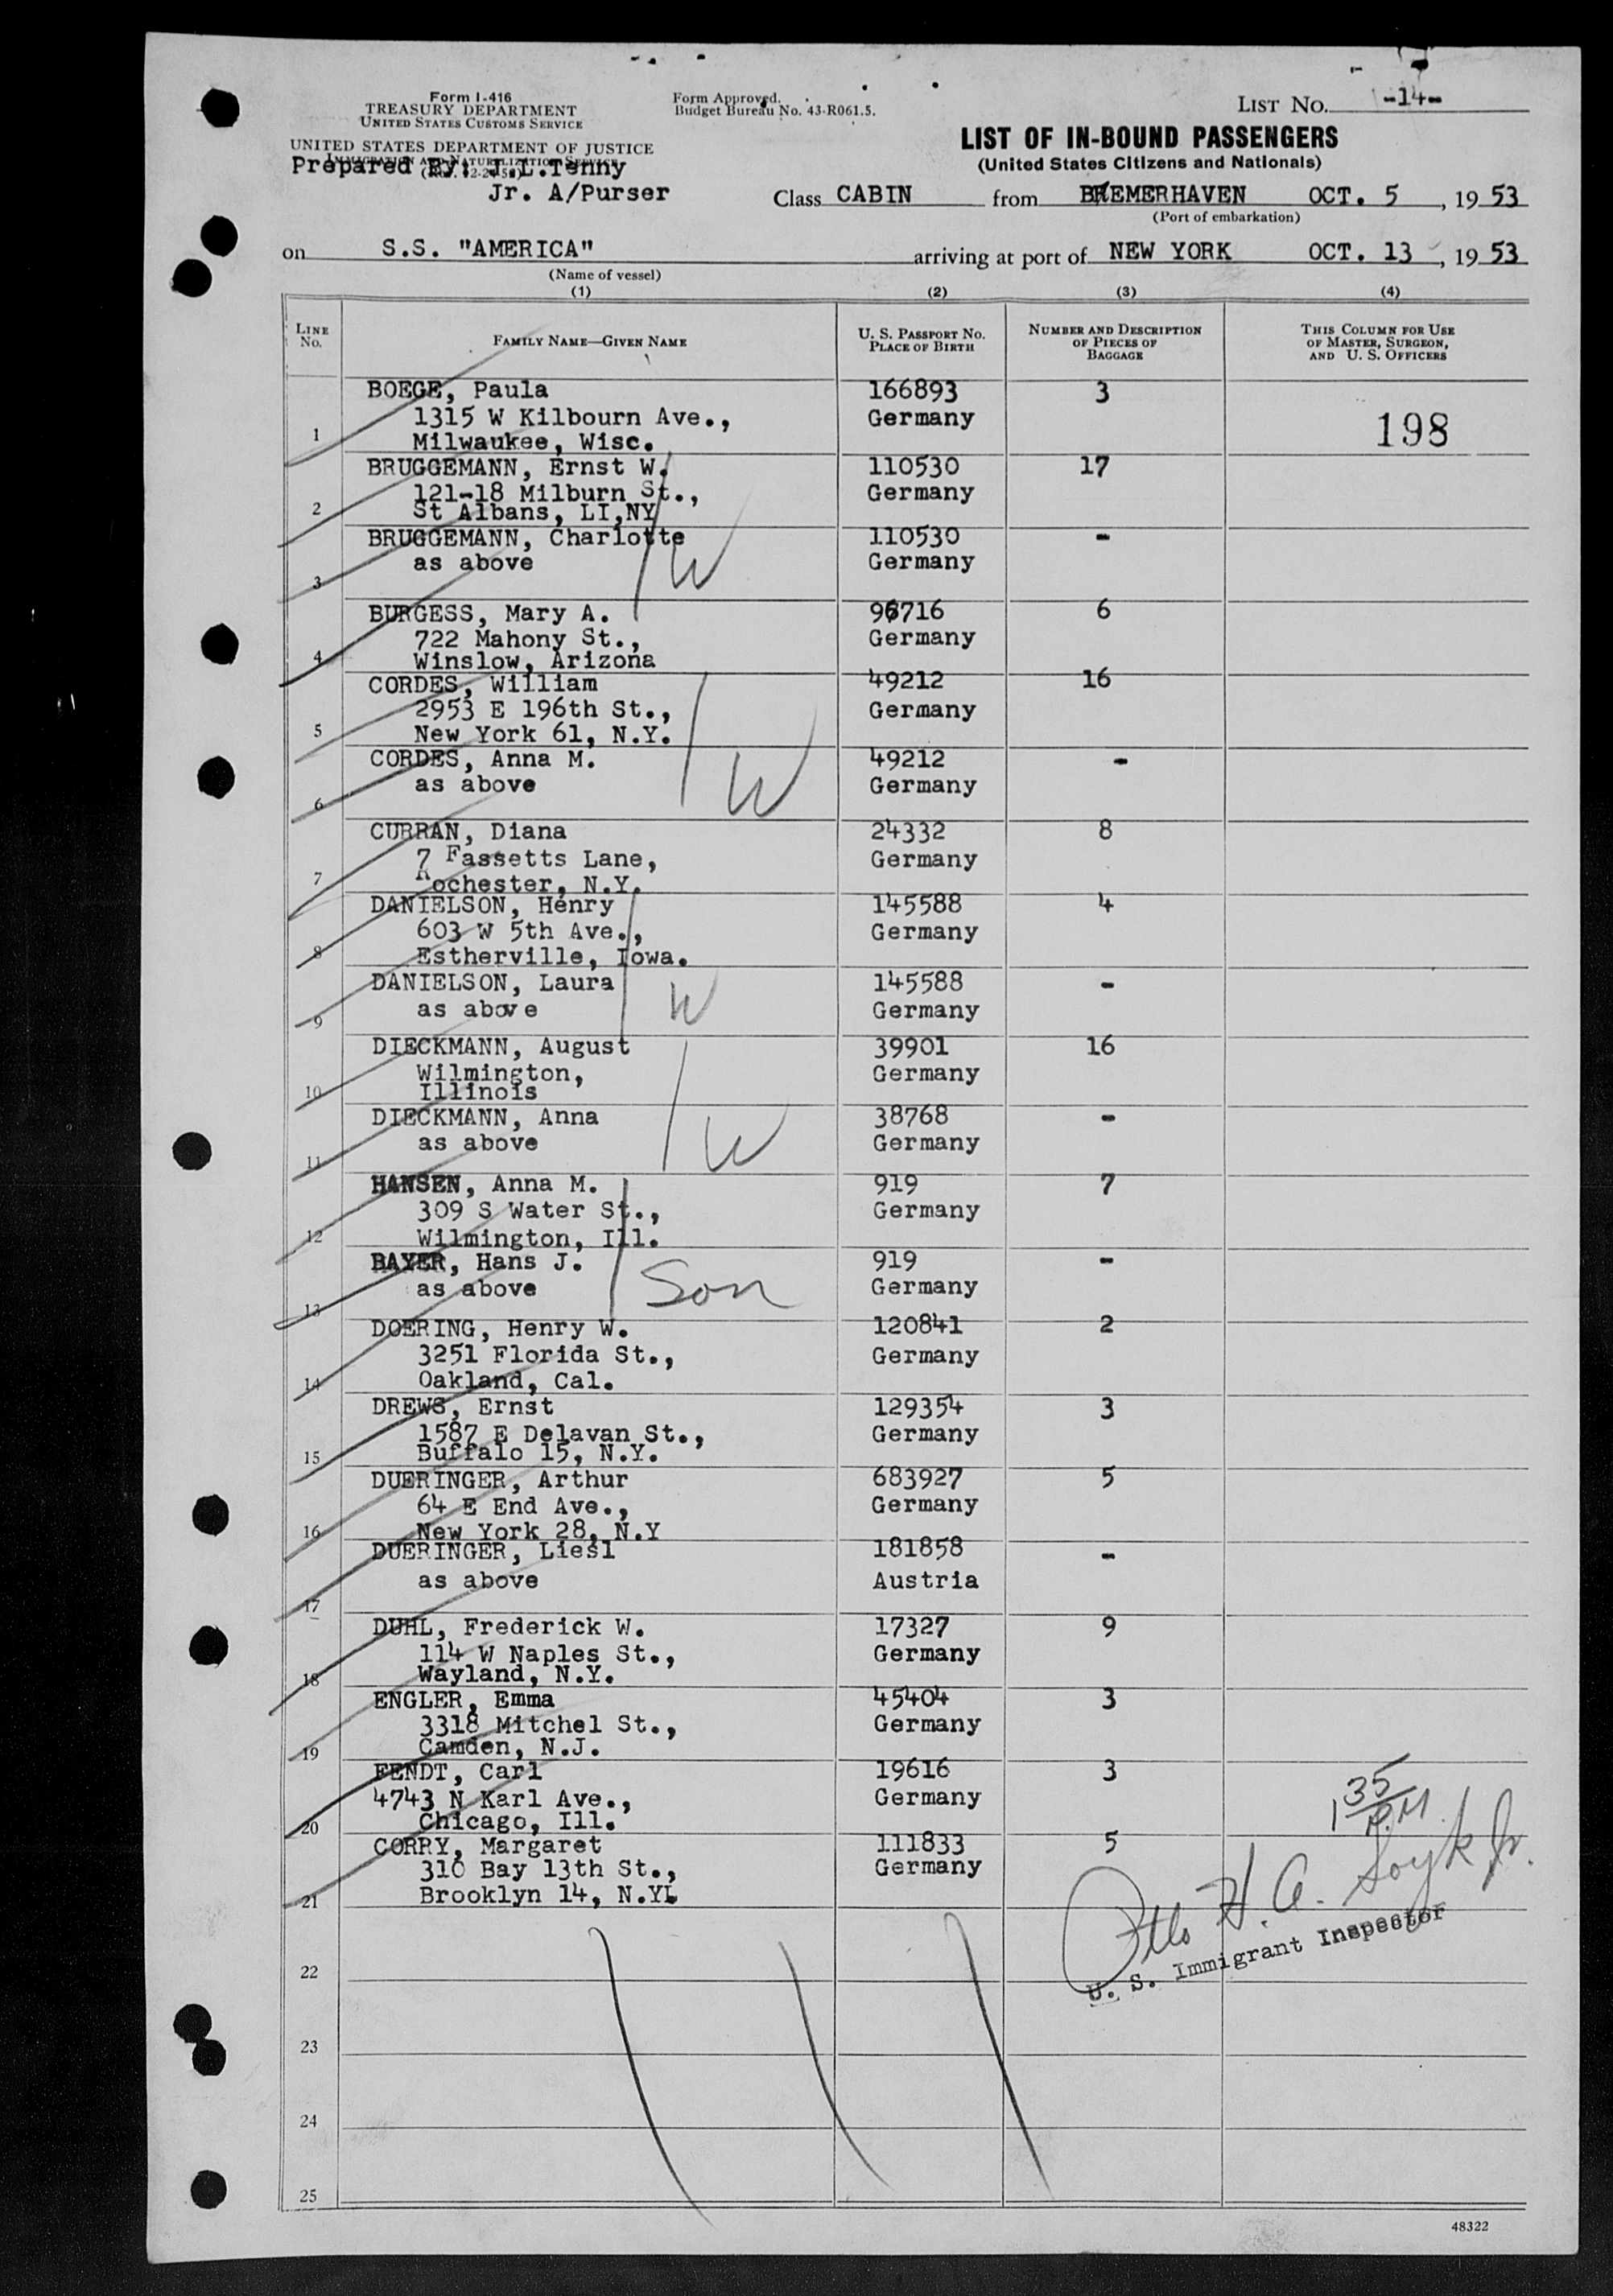 Form I-416
TREASURY DEPARTMENT
UNITED STATES CUSTOMS SERVICE
UNITED STATES DEPARTMENT OF JUSTICE
IMMIGRATION AND NATURALIZATION SERVICE
Prepared By: J.L.Tenny
Jr. A/Purser
Form Approved.
Budget Bureau No. 43-R061.5.
LIST NO. -14-
LIST OF IN-BOUND PASSENGERS
(United States Citizens and Nationals)
Class CABIN from BREMERHAVEN OCT. 5, 1953
(Port of embarkation)
on S.S. "AMERICA" arriving at port of NEW YORK OCT. 13, 1953
(Name of vessel)
(1) (2) (3) (4)
LINE NO. FAMILY NAME—GIVEN NAME U. S. PASSPORT NO. PLACE OF BIRTH NUMBER AND DESCRIPTION OF PIECES OF BAGGAGE THIS COLUMN FOR USE OF MASTER, SURGEON, AND U. S. OFFICERS
BOEGE, Paula 166893 3
1315 W Kilbourn Ave., Germany 198
1 Milwaukee, Wisc.
BRUGGEMANN, Ernst W. 110530 17
121-18 Milburn St., Germany
2 St Albans, LI,NY
BRUGGEMANN, Charlotte 110530 -
as above Germany
3 W
BURGESS, Mary A. 96716 6
722 Mahony St., Germany
4 Winslow, Arizona
CORDES, William 49212 16
2953 E 196th St., Germany
5 New York 61, N.Y.
CORDES, Anna M. 49212 -
as above W Germany
6
CURRAN, Diana 24332 8
7 Fassetts Lane, Germany
7 Rochester, N.Y.
DANIELSON, Henry 145588 4
603 W 5th Ave., Germany
8 Estherville, Iowa.
DANIELSON, Laura 145588 -
as above W Germany
9
DIECKMANN, August 39901 16
Wilmington, Germany
10 Illinois
DIECKMANN, Anna 38768 -
as above W Germany
11
HANSEN, Anna M. 919 7
309 S Water St., Germany
12 Wilmington, Ill.
BAYER, Hans J. 919 -
as above Son Germany
13
DOERING, Henry W. 120841 2
3251 Florida St., Germany
14 Oakland, Cal.
DREWS, Ernst 129354 3
1587 E Delavan St., Germany
15 Buffalo 15, N.Y.
DUERINGER, Arthur 683927 5
64 E End Ave., Germany
16 New York 28, N.Y
DUERINGER, Liesl 181858 -
as above Austria
17
DUHL, Frederick W. 17327 9
114 W Naples St., Germany
18 Wayland, N.Y.
ENGLER, Emma 45404 3
3318 Mitchel St., Germany
19 Camden, N.J.
FENDT, Carl 19616 3
4743 N Karl Ave., Germany 1 35 P.M.
20 Chicago, Ill.
CORRY, Margaret 111833 5
310 Bay 13th St., Germany
21 Brooklyn 14, N.Y.
Otto H. A.
U. S. Immigrant Inspector
22
23
24
25
48322